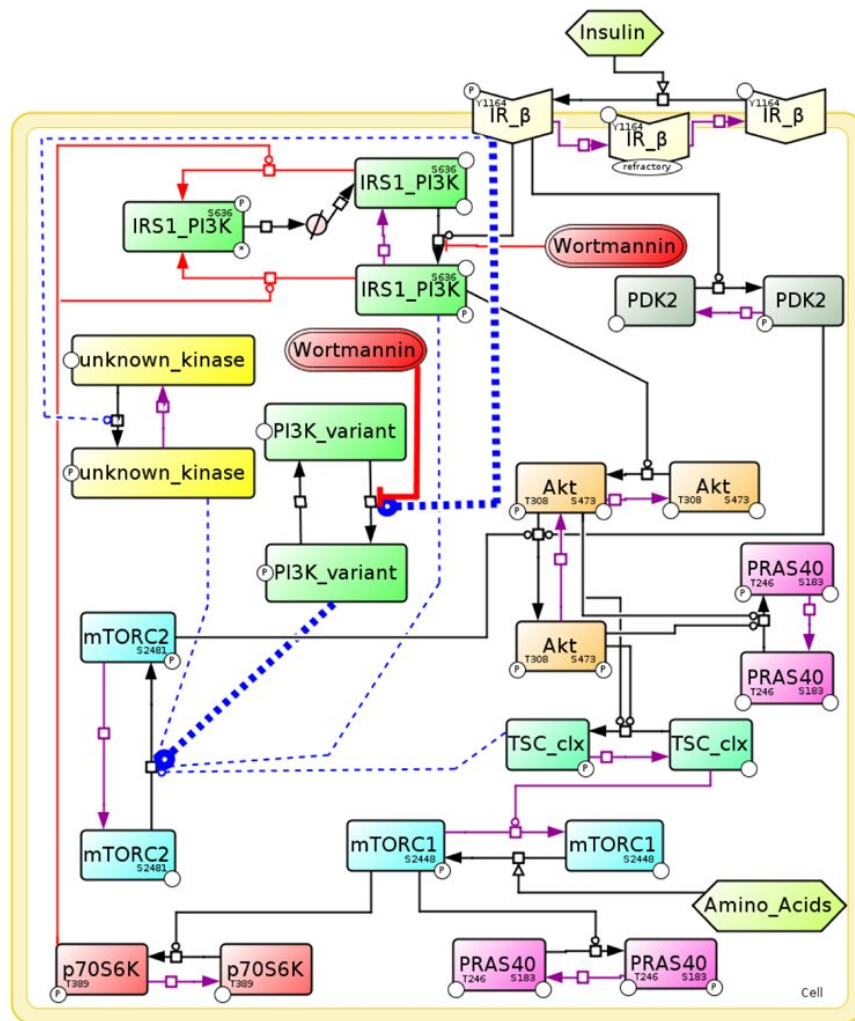 Insulin
P
Y1164
IR_β
Y1164
IR_β
refractory
Y1164
IR_β
S636
IRS1_PI3K
S636
P
IRS1_PI3K
*
Wortmannin
S636
IRS1_PI3K
P
PDK2
PDK2
P
unknown_kinase
?
?
P
unknown_kinase
Wortmannin
PI3K_variant
P
PI3K_variant
Akt
T308
S473
P
Akt
T308
S473
PRAS40
T246
S183
P
Akt
T308
S473
P
P
PRAS40
T246
S183
mTORC2
S2481
P
TSC_clx
P
TSC_clx
mTORC2
S2481
mTORC1
S2448
P
mTORC1
S2448
Amino_Acids
p70S6K
T389
P
p70S6K
T389
PRAS40
T246
S183
PRAS40
T246
S183
P
Cell